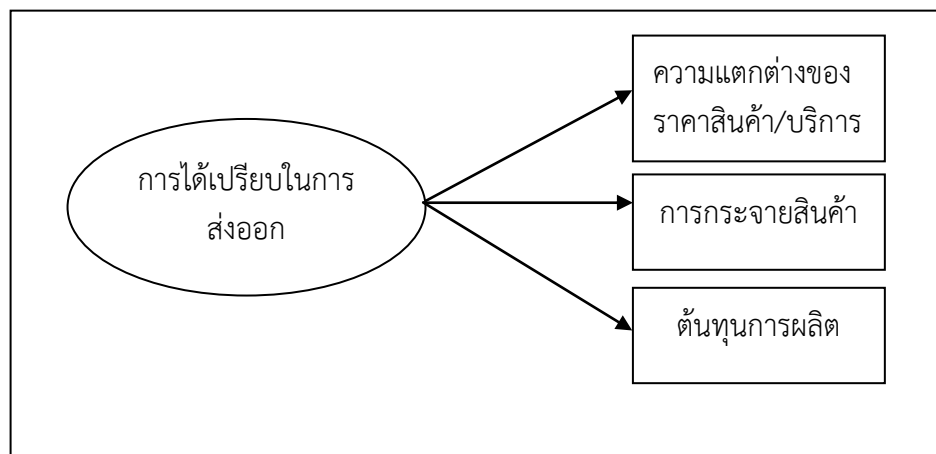 การได้เปรียบในการ
ส่งออก
ความแตกต่างของ
ราคาสินค้า/บริการ
การกระจายสินค้า
ต้นทุนการผลิต